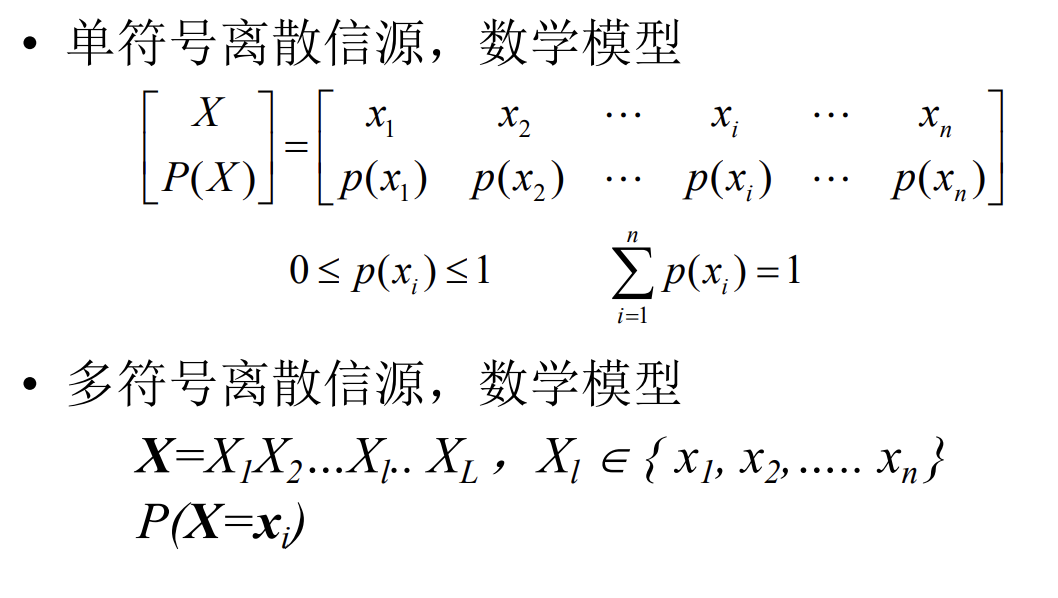 • 单符号离散信源，数学模型
[X P(X)] = [x₁ x₂ ⋯ xᵢ ⋯ xₙ
p(x₁) p(x₂) ⋯ p(xᵢ) ⋯ p(xₙ)]
0 ≤ p(xᵢ) ≤ 1 ∑ᵢ₌₁ⁿ p(xᵢ) = 1
• 多符号离散信源，数学模型
X=X₁X₂…X_l.. X_L ，X_l ∈ { x₁, x₂,….. xₙ}
P(X=xᵢ)